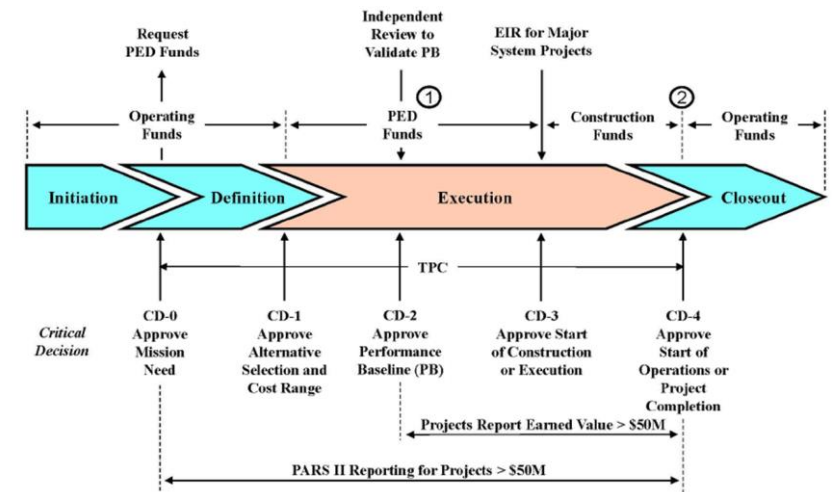 Request
PED Funds
Independent
Review to
Validate PB
EIR for Major
System Projects
1
2
Operating
Funds
PED
Funds
Construction
Funds
Operating
Funds
Initiation
Definition
Execution
Closeout
TPC
Critical
Decision
CD-0
Approve
Mission
Need
CD-1
Approve
Alternative
Selection and
Cost Range
CD-2
Approve
Performance
Baseline (PB)
CD-3
Approve Start
of Construction
or Execution
CD-4
Approve
Start of
Operations or
Project
Completion
Projects Report Earned Value > $50M
PARS II Reporting for Projects > $50M